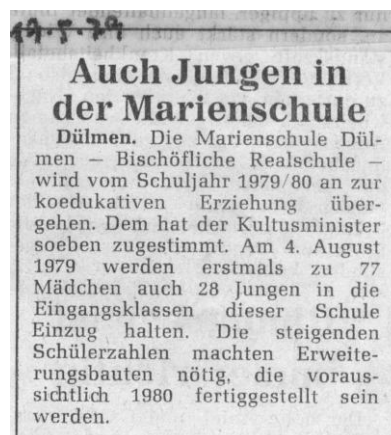 Auch Jungen in
der Marienschule
Dülmen. Die Marienschule Dül-
men — Bischöfliche Realschule —
wird vom Schuljahr 1979/80 an zur
koedukativen Erziehung über-
gehen. Dem hat der Kultusminister
soeben zugestimmt. Am 4. August
1979 werden erstmals zu 77
Mädchen auch 28 Jungen in die
Eingangsklassen dieser Schule
Einzug halten. Die steigenden
Schülerzahlen machten Erweite-
rungsbauten nötig, die voraus-
sichtlich 1980 fertiggestellt sein
werden.